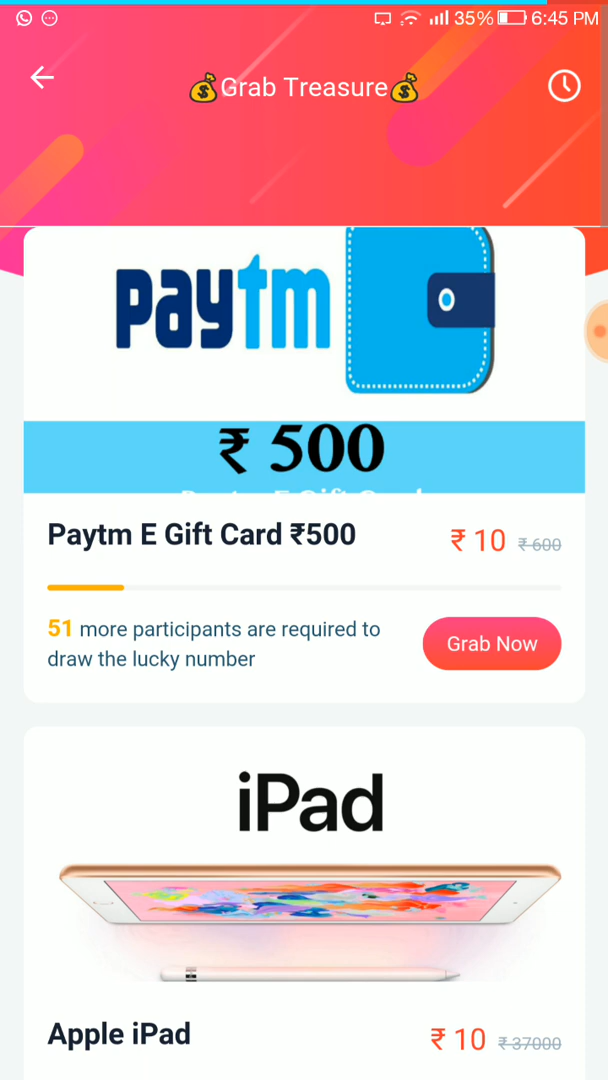 35% 6:45 PM
💰Grab Treasure💰
paytm
₹ 500
Paytm E Gift Card ₹500
₹ 10 ₹ 600
51 more participants are required to
draw the lucky number
Grab Now
iPad
Apple iPad
₹ 10 ₹ 37000